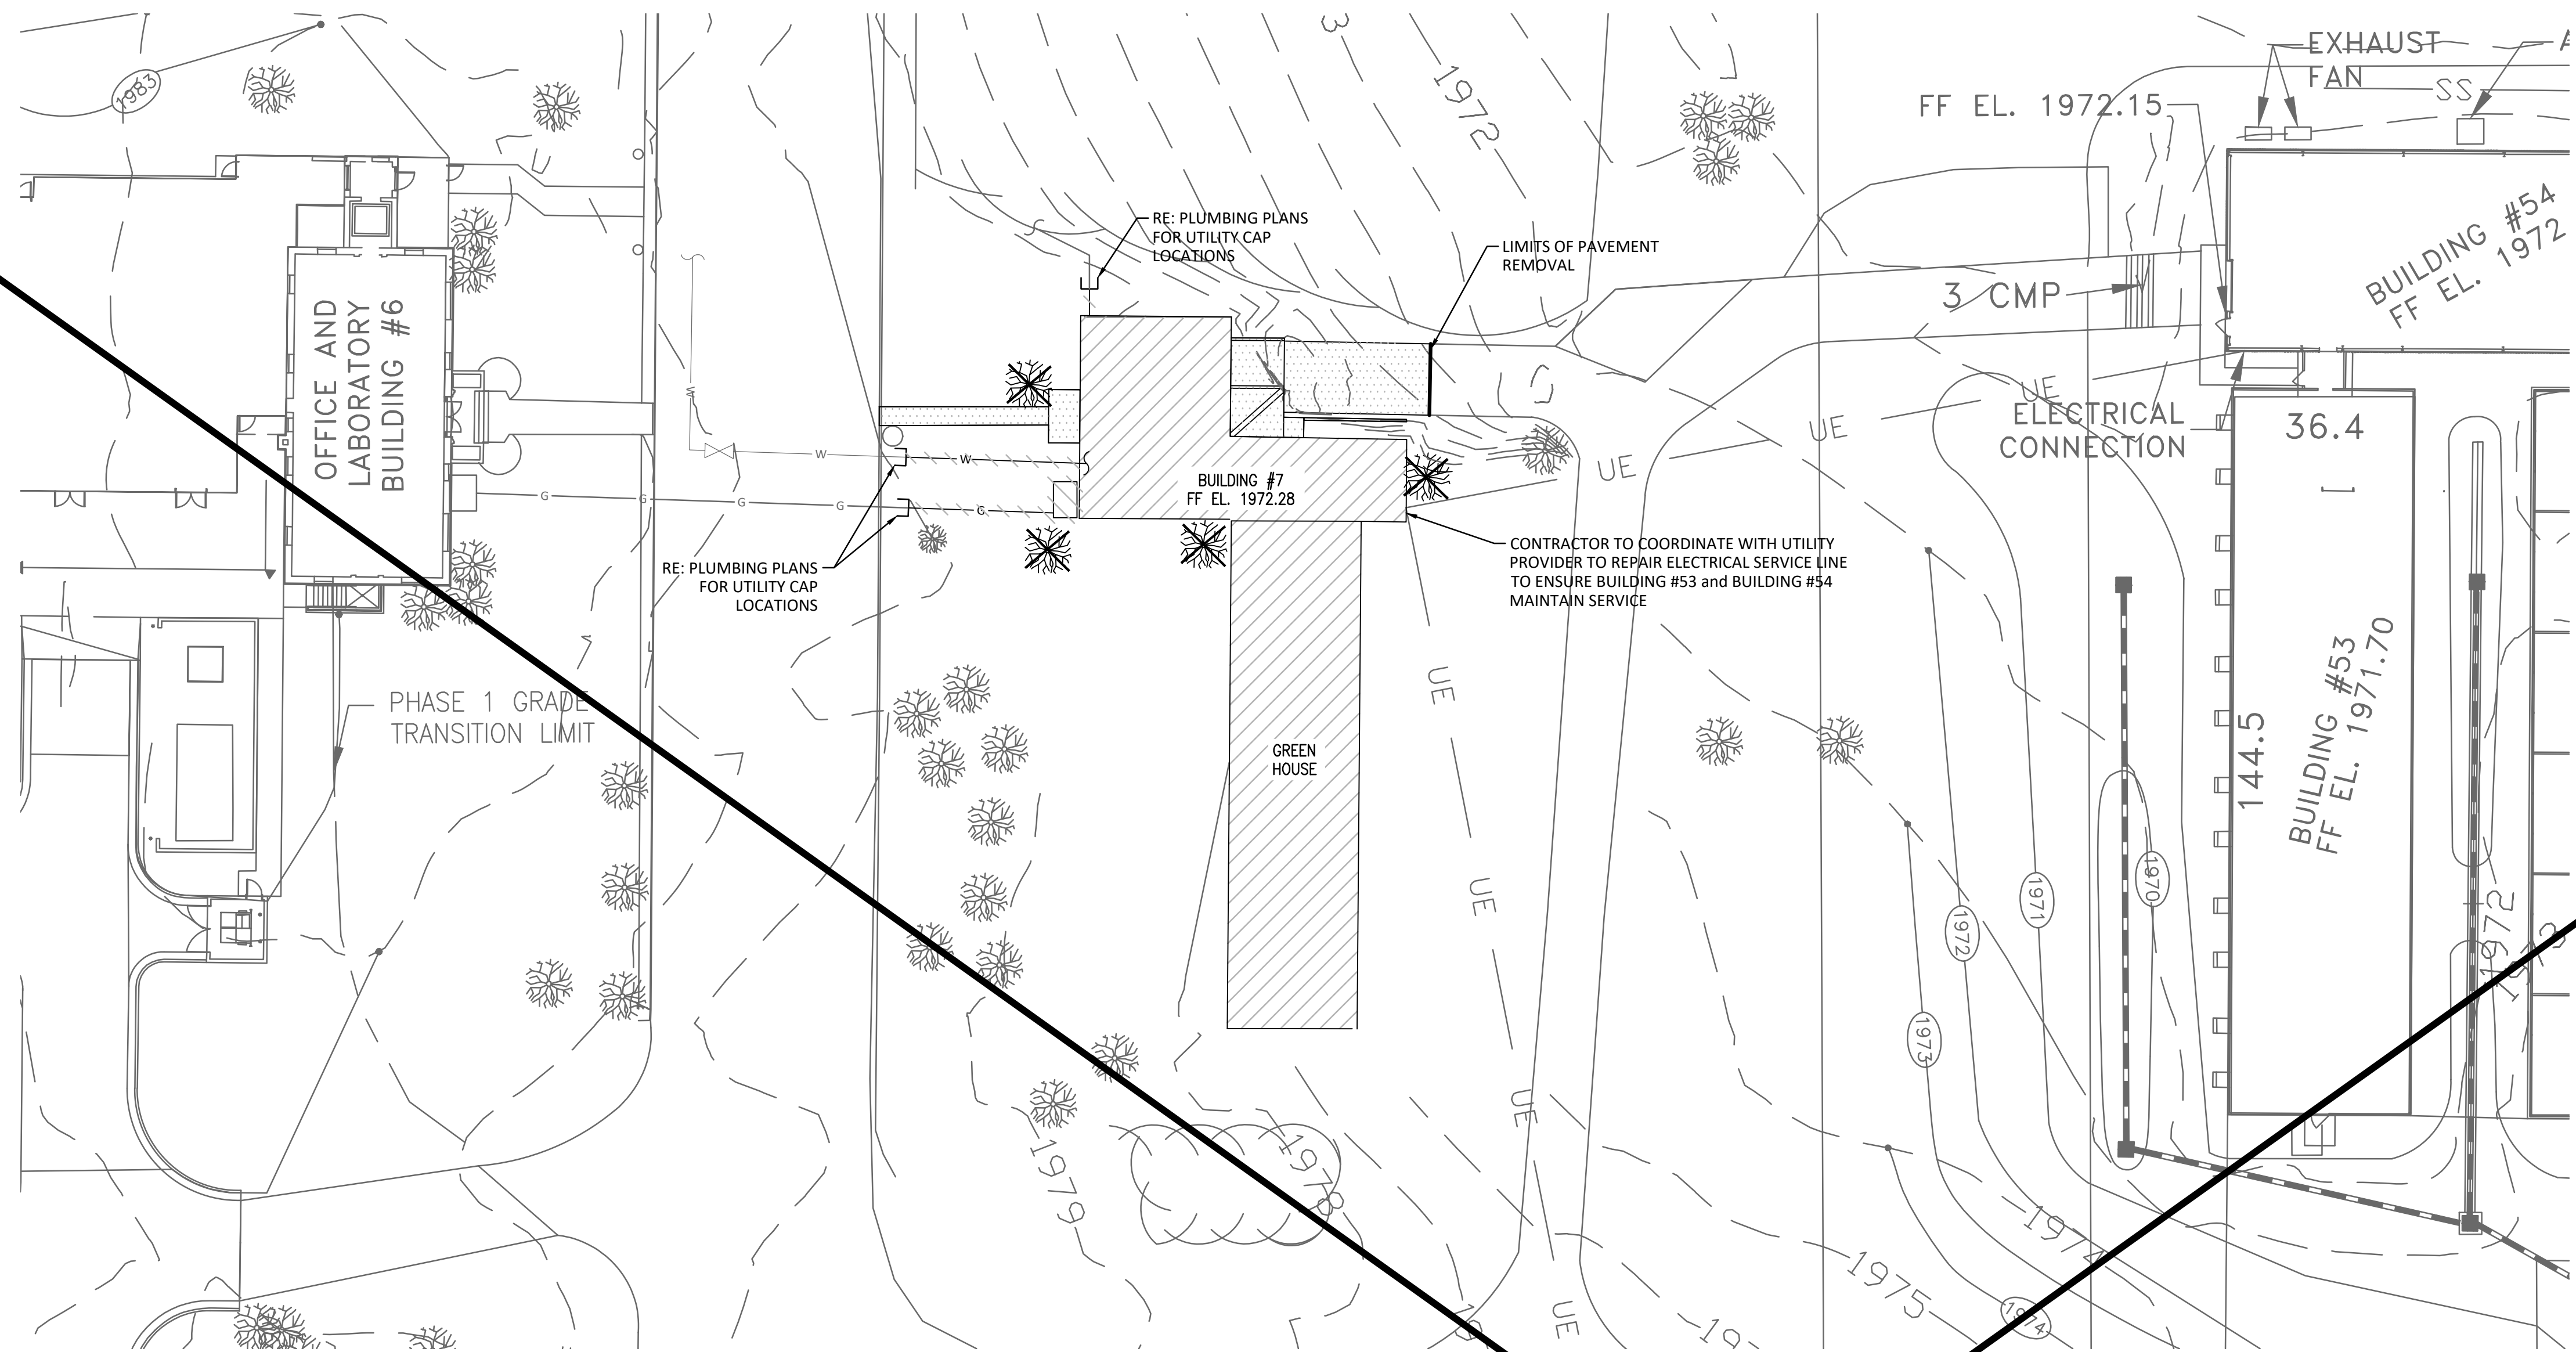 1983
3
1972
EXHAUST
FAN
SS
FF EL. 1972.15
BUILDING #54
FF EL. 1972
RE: PLUMBING PLANS
FOR UTILITY CAP
LOCATIONS
S
LIMITS OF PAVEMENT
REMOVAL
3 CMP
OFFICE AND
LABORATORY
BUILDING #6
W
W
W
G
G
G
G
G
BUILDING #7
FF EL. 1972.28
UE
UE
UE
ELECTRICAL
CONNECTION
36.4
RE: PLUMBING PLANS
FOR UTILITY CAP
LOCATIONS
CONTRACTOR TO COORDINATE WITH UTILITY
PROVIDER TO REPAIR ELECTRICAL SERVICE LINE
TO ENSURE BUILDING #53 and BUILDING #54
MAINTAIN SERVICE
PHASE 1 GRADE
TRANSITION LIMIT
GREEN
HOUSE
UE
UE
UE
UE
144.5
BUILDING #53
FF EL. 1971.70
1970
1971
1972
1973
1972
1979
1978
1975
1974